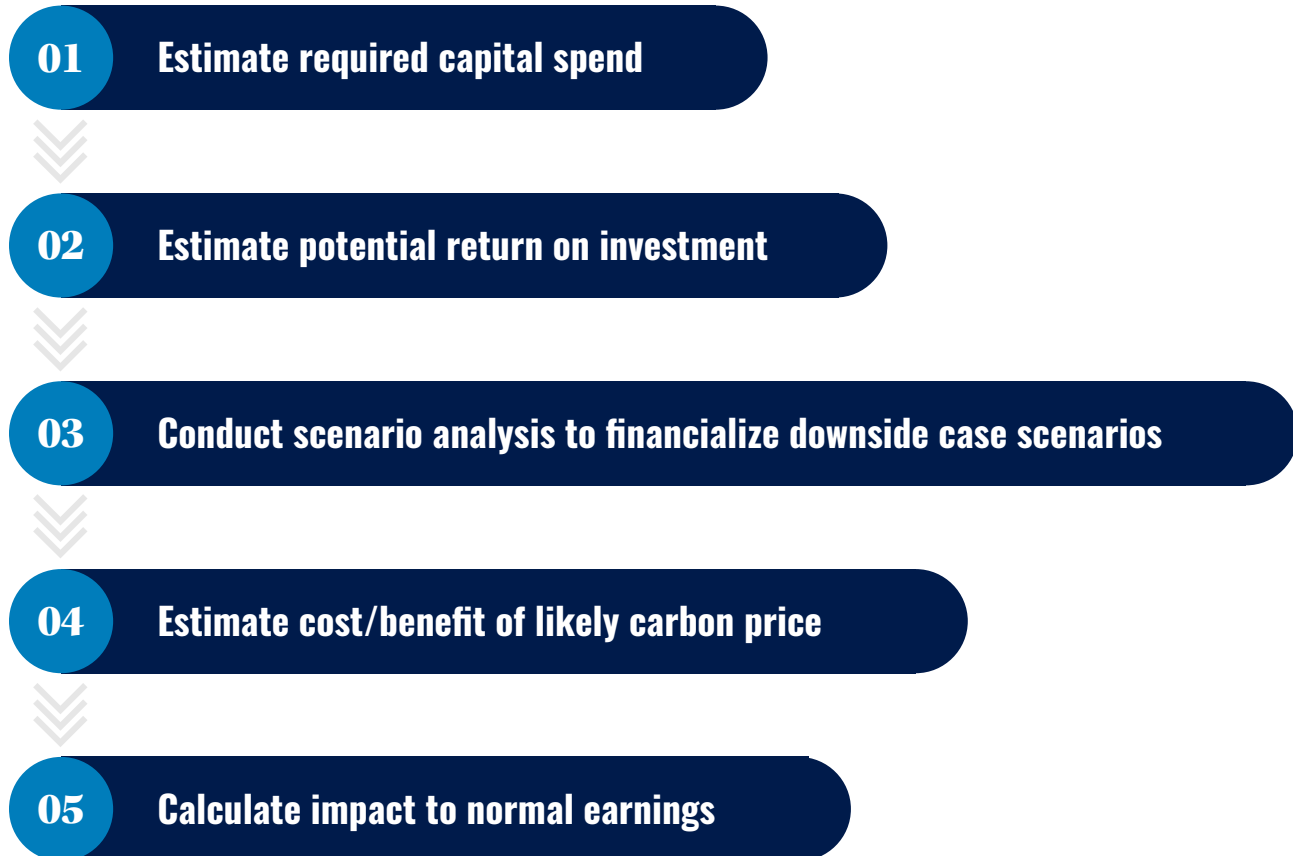 01 Estimate required capital spend
02 Estimate potential return on investment
03 Conduct scenario analysis to financialize downside case scenarios
04 Estimate cost/benefit of likely carbon price
05 Calculate impact to normal earnings